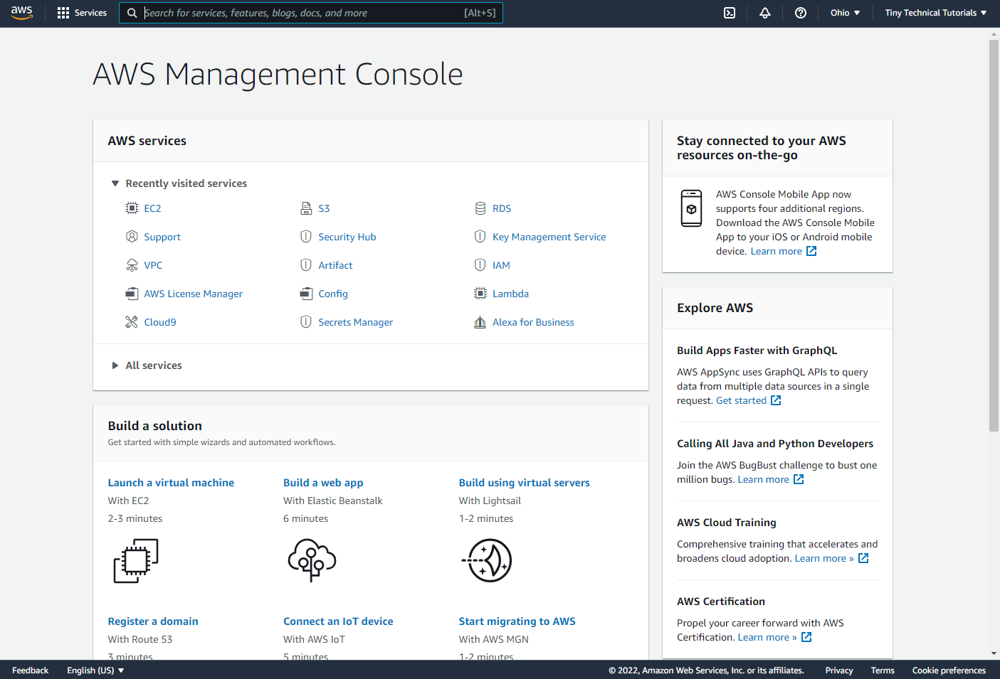 aws
Services
Search for services, features, blogs, docs, and more
[Alt+S]
Ohio
Tiny Technical Tutorials
AWS Management Console
AWS services
Recently visited services
EC2
S3
RDS
Support
Security Hub
Key Management Service
VPC
Artifact
IAM
AWS License Manager
Config
Lambda
Cloud9
Secrets Manager
Alexa for Business
All services
Build a solution
Get started with simple wizards and automated workflows.
Launch a virtual machine
With EC2
2-3 minutes
Build a web app
With Elastic Beanstalk
6 minutes
Build using virtual servers
With Lightsail
1-2 minutes
Register a domain
With Route 53
3 minutes
Connect an IoT device
With AWS IoT
5 minutes
Start migrating to AWS
With AWS MGN
1-2 minutes
Stay connected to your AWS
resources on-the-go
AWS Console Mobile App now
supports four additional regions.
Download the AWS Console Mobile
App to your iOS or Android mobile
device. Learn more
Explore AWS
Build Apps Faster with GraphQL
AWS AppSync uses GraphQL APIs to query
data from multiple data sources in a single
request. Get started
Calling All Java and Python Developers
Join the AWS BugBust challenge to bust one
million bugs. Learn more
AWS Cloud Training
Comprehensive training that accelerates and
broadens cloud adoption. Learn more »
AWS Certification
Propel your career forward with AWS
Certification. Learn more »
Feedback
English (US)
© 2022, Amazon Web Services, Inc. or its affiliates.
Privacy
Terms
Cookie preferences